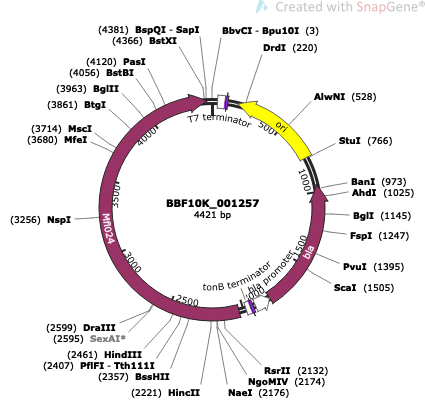 Created with SnapGene®
(4381) BspQI - SapI
(4366) BstXI
BbvCI - Bpu10I (3)
DrdI (220)
(4120) PasI
(4056) BstBI
(3963) BglII
(3861) BtgI
AlwNI (528)
(3714) MscI
(3680) MfeI
T7 terminator
ori
StuI (766)
4000
500
BanI (973)
AhdI (1025)
1000
3500
BBF10K_001257
4421 bp
BglI (1145)
(3256) NspI
Mfl024
FspI (1247)
bla
1500
PvuI (1395)
3000
bla promoter
tonB terminator
ScaI (1505)
2500
(2599) DraIII
(2595) SexAI*
(2461) HindIII
(2407) PflFI - Tth111I
(2357) BssHII
(2221) HincII
RsrII (2132)
NgoMIV (2174)
NaeI (2176)